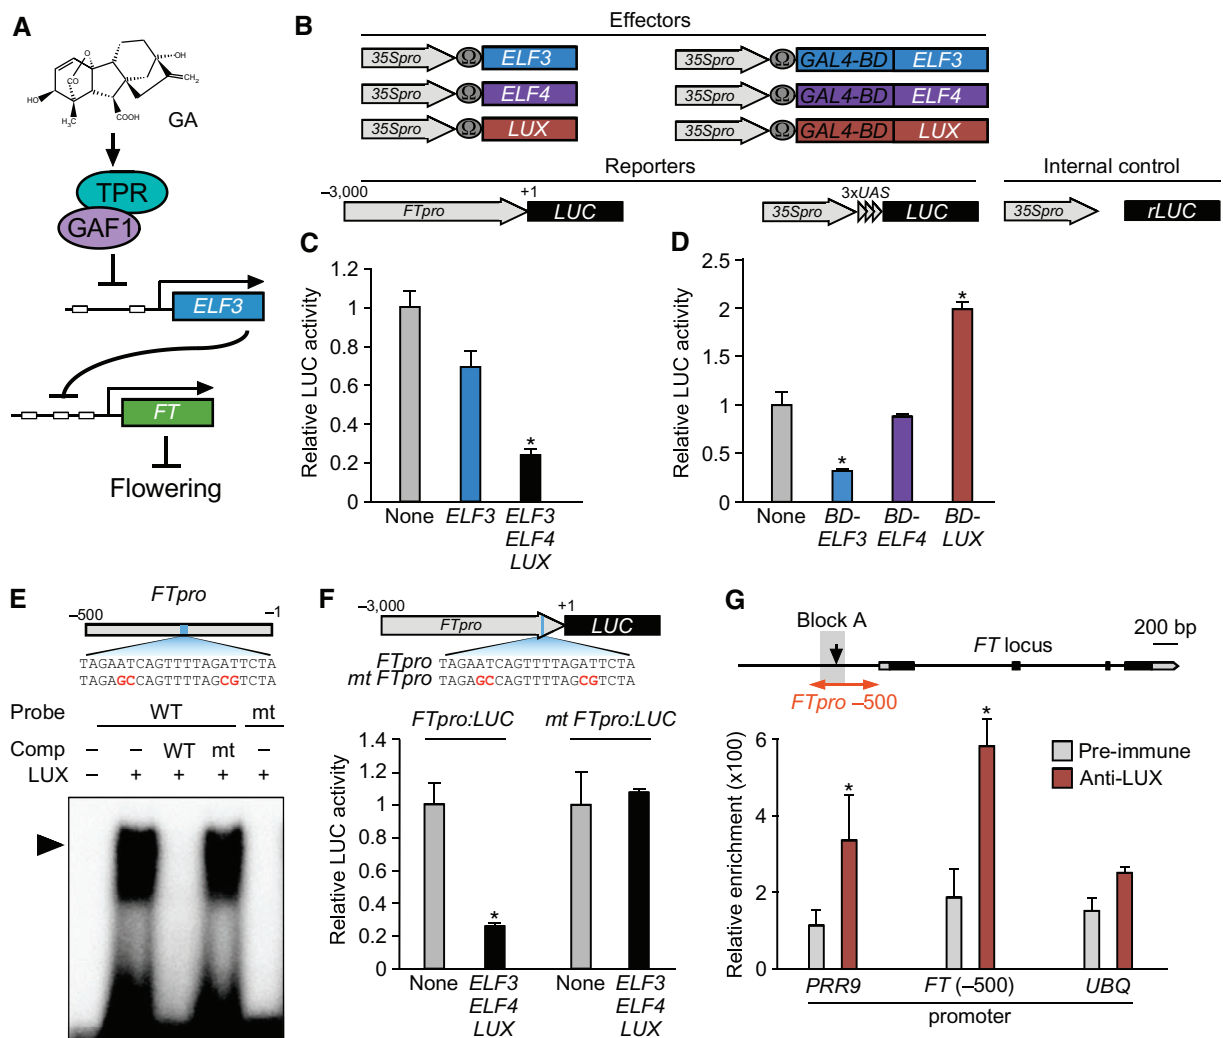 A
O
OH
CO
O
CH2
HO
H3C
COOH
GA
TPR
GAF1
ELF3
FT
Flowering
B
Effectors
35Spro Ω ELF3
35Spro Ω GAL4-BD ELF3
35Spro Ω ELF4
35Spro Ω GAL4-BD ELF4
35Spro Ω LUX
35Spro Ω GAL4-BD LUX
Reporters
Internal control
–3,000
+1
3xUAS
FTpro LUC
35Spro LUC
35Spro rLUC
C
Relative LUC activity
1.2
1
0.8
0.6
0.4
0.2
0
*
None
ELF3
ELF3
ELF4
LUX
D
Relative LUC activity
2.5
2
1.5
1
0.5
0
*
*
None
BD-
ELF3
BD-
ELF4
BD-
LUX
E
FTpro
–500
–1
TAGAATCAGTTTTAGATTCTA
TAGAGCCAGTTTTAGCGTCTA
Probe WT mt
Comp – – WT mt –
LUX – + + + +
F
–3,000
+1
FTpro LUC
FTpro TAGAATCAGTTTTAGATTCTA
mt FTpro TAGAGCCAGTTTTAGCGTCTA
FTpro:LUC
mt FTpro:LUC
Relative LUC activity
1.4
1.2
1
0.8
0.6
0.4
0.2
0
*
None
ELF3
ELF4
LUX
None
ELF3
ELF4
LUX
G
Block A
FT locus
200 bp
FTpro –500
Relative enrichment (x100)
6
4
2
0
*
*
Pre-immune
Anti-LUX
PRR9
FT (–500)
UBQ
promoter